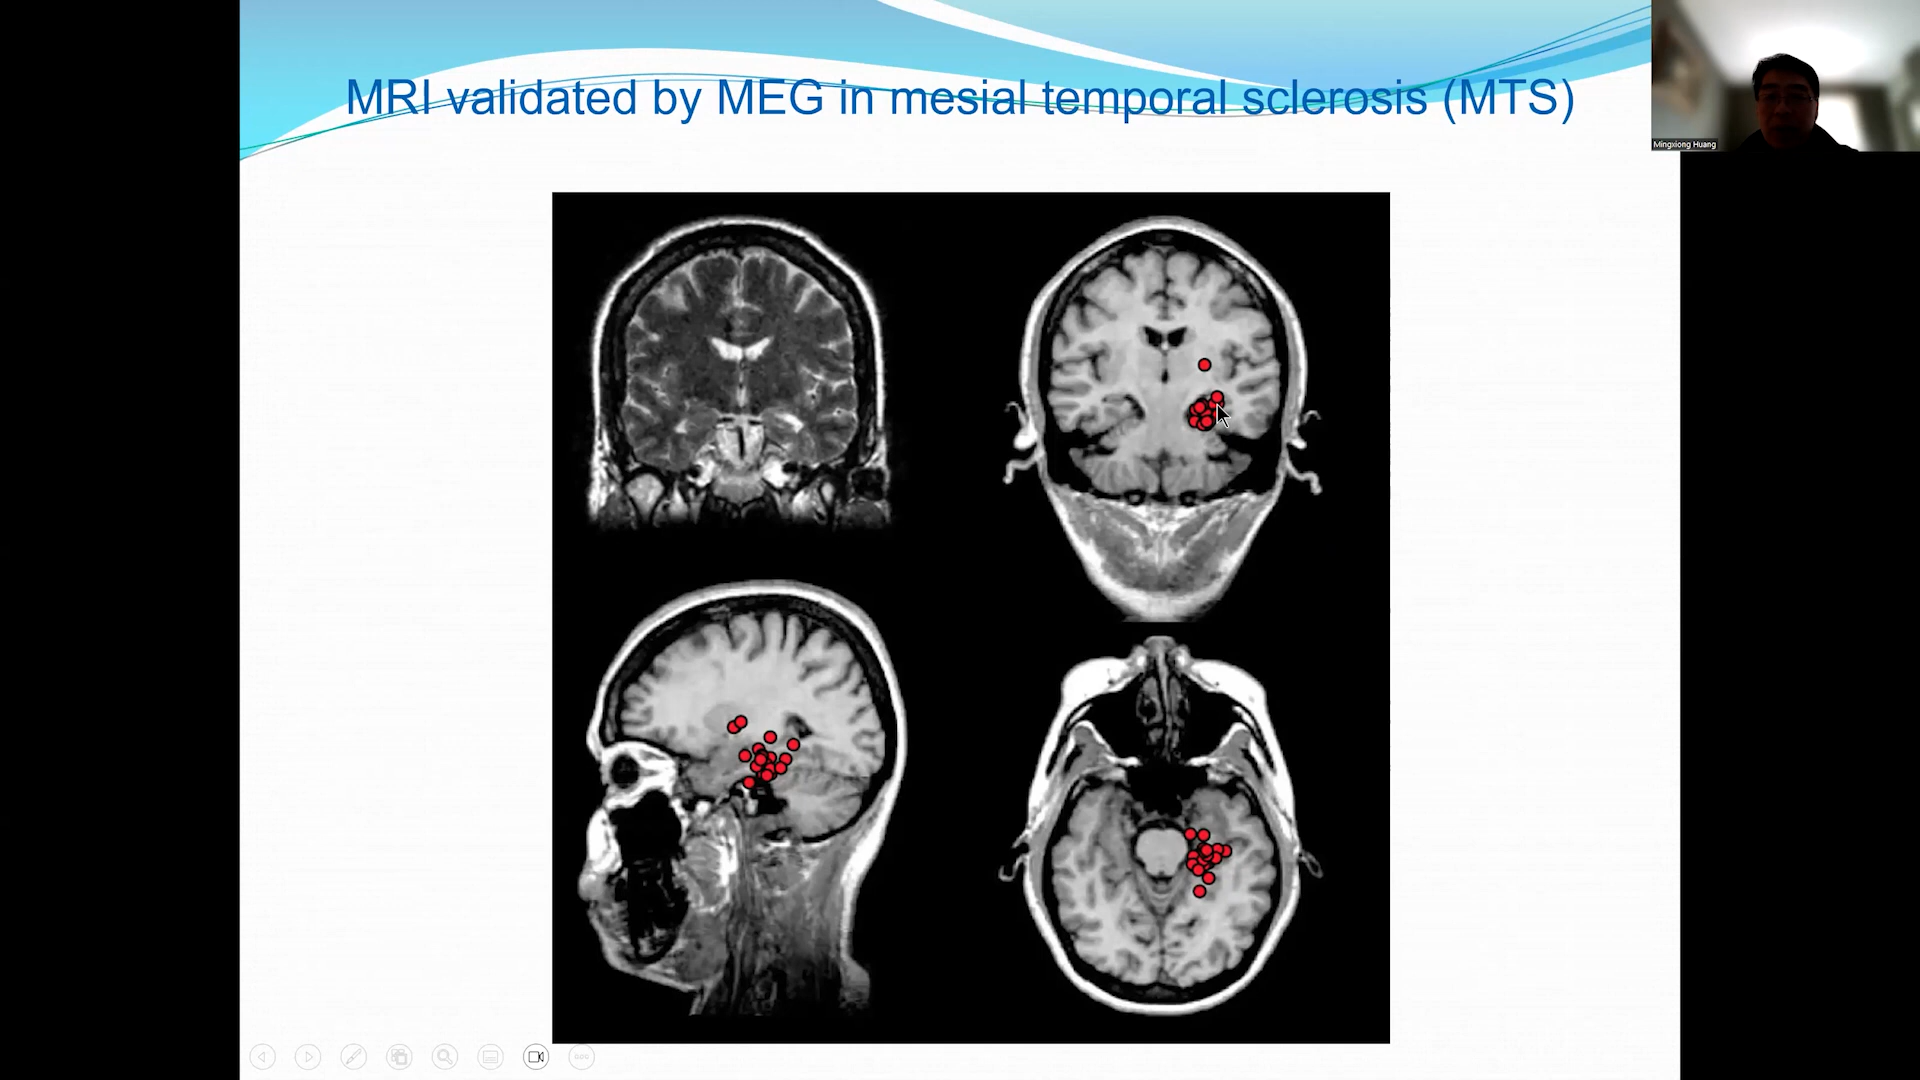 MRI validated by MEG in mesial temporal sclerosis (MTS)
Mingxiong Huang